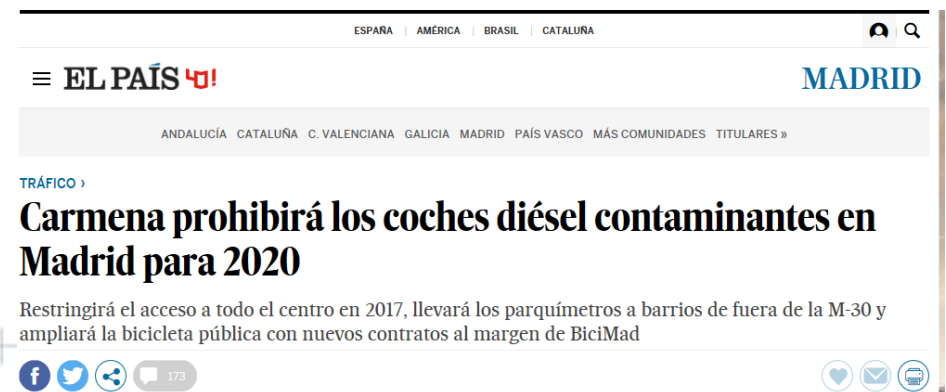 ESPAÑA | AMÉRICA | BRASIL | CATALUÑA
EL PAÍS 40!
MADRID
ANDALUCÍA CATALUÑA C. VALENCIANA GALICIA MADRID PAÍS VASCO MÁS COMUNIDADES TITULARES »
TRÁFICO ›
Carmena prohibirá los coches diésel contaminantes en
Madrid para 2020
Restringirá el acceso a todo el centro en 2017, llevará los parquímetros a barrios de fuera de la M-30 y
ampliará la bicicleta pública con nuevos contratos al margen de BiciMad
f 173